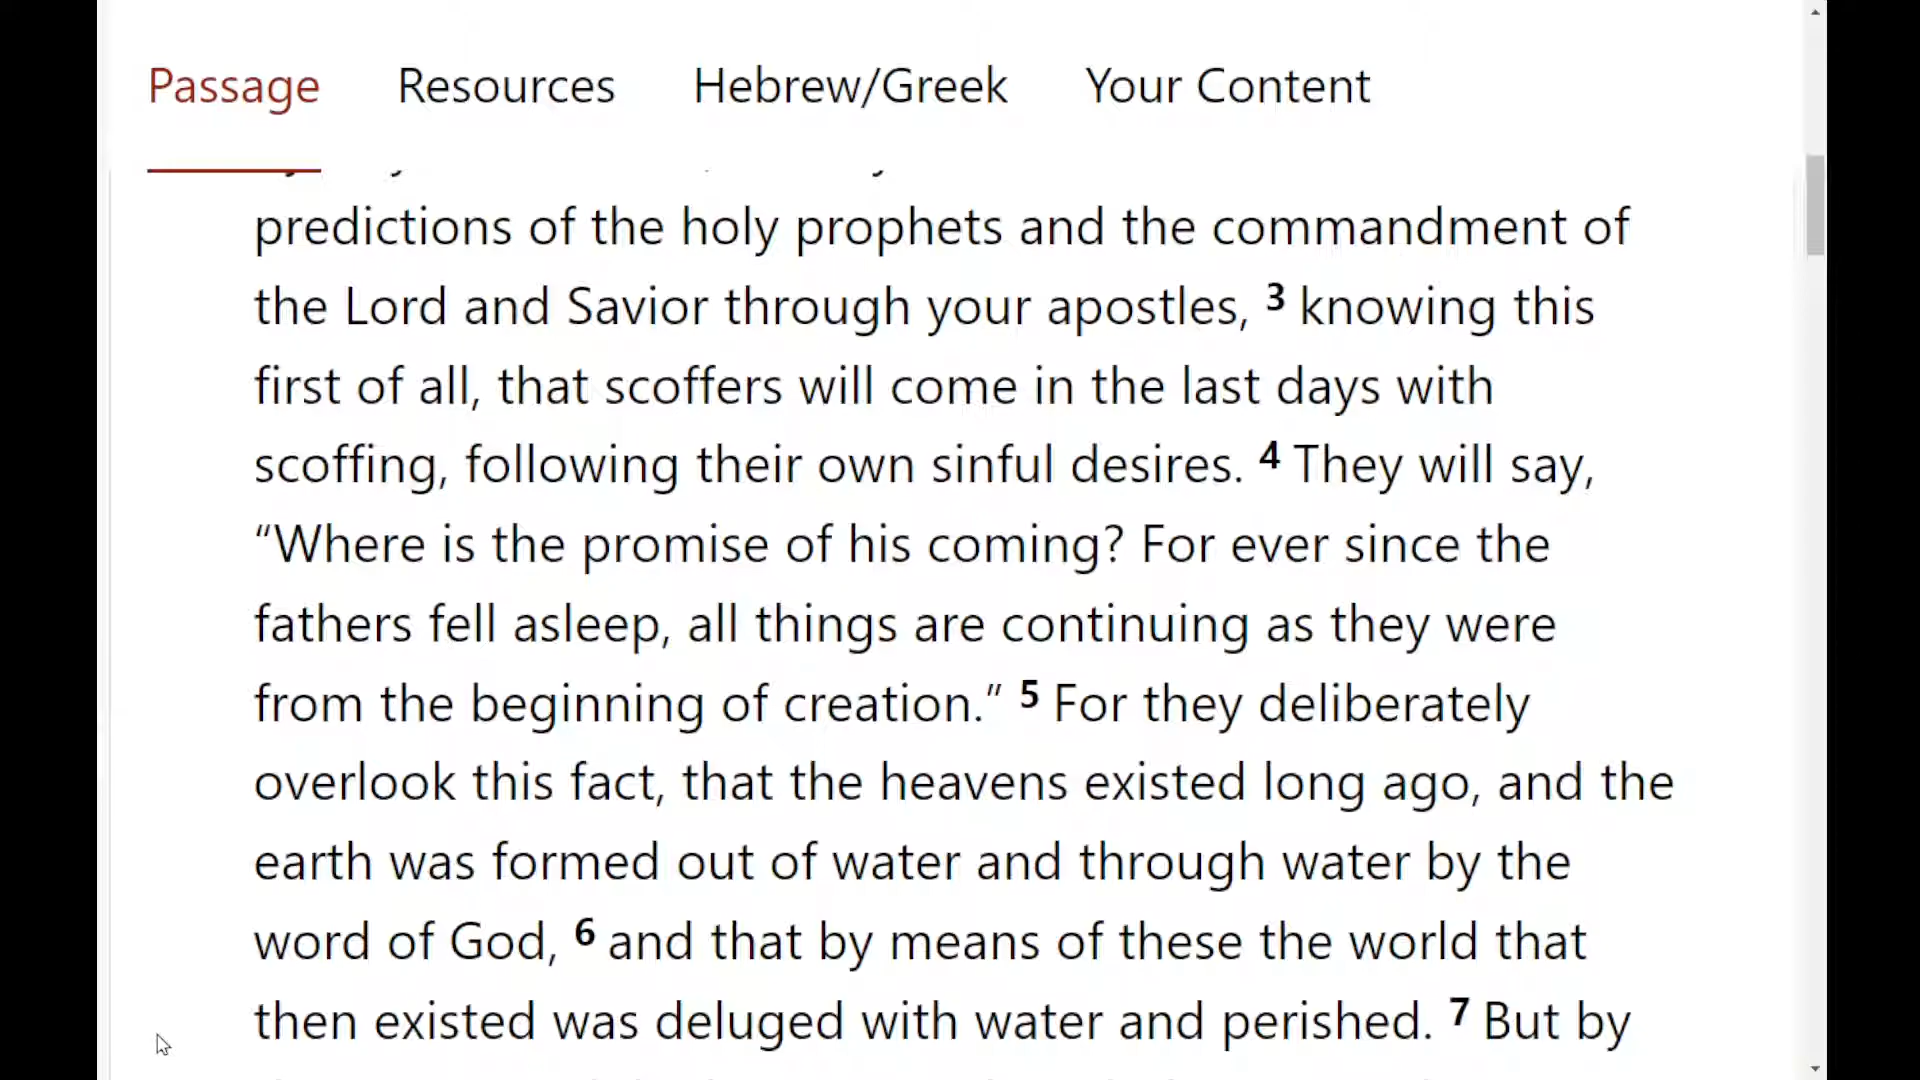 Passage Resources Hebrew/Greek Your Content
predictions of the holy prophets and the commandment of
the Lord and Savior through your apostles, 3 knowing this
first of all, that scoffers will come in the last days with
scoffing, following their own sinful desires. 4 They will say,
“Where is the promise of his coming? For ever since the
fathers fell asleep, all things are continuing as they were
from the beginning of creation.” 5 For they deliberately
overlook this fact, that the heavens existed long ago, and the
earth was formed out of water and through water by the
word of God, 6 and that by means of these the world that
then existed was deluged with water and perished. 7 But by